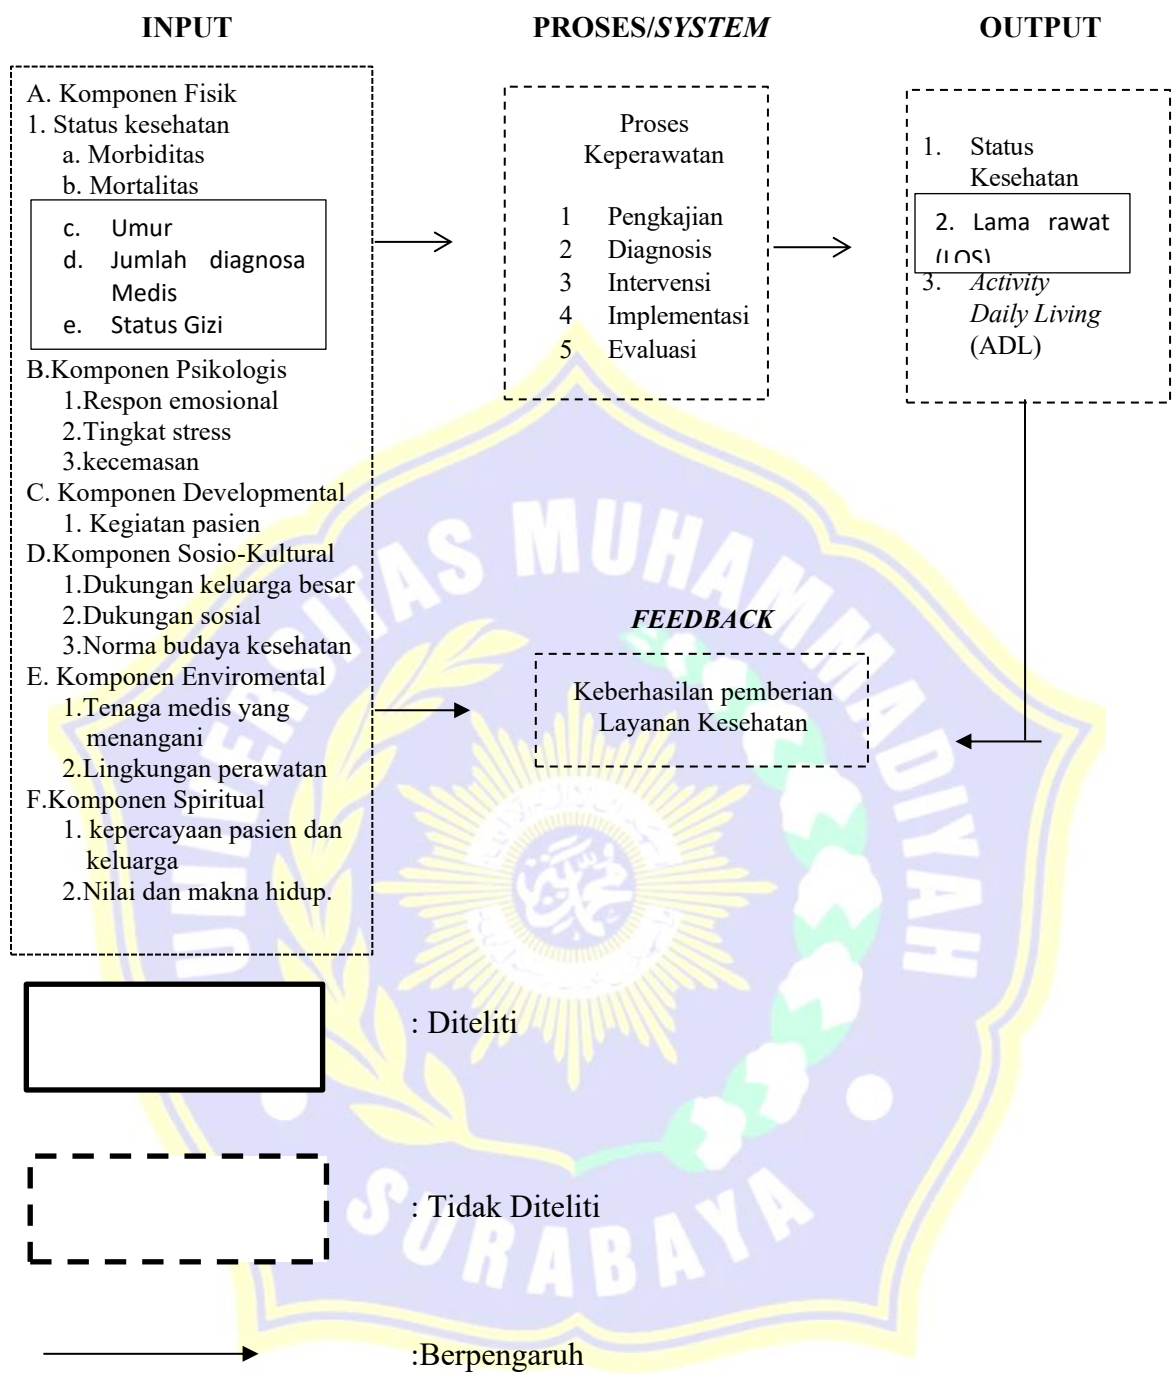 INPUT
PROSES/SYSTEM
OUTPUT
A. Komponen Fisik
1. Status kesehatan
a. Morbiditas
b. Mortalitas
c. Umur
d. Jumlah diagnosa
Medis
e. Status Gizi
B.Komponen Psikologis
1.Respon emosional
2.Tingkat stress
3.kecemasan
C. Komponen Developmental
1. Kegiatan pasien
D.Komponen Sosio-Kultural
1.Dukungan keluarga besar
2.Dukungan sosial
3.Norma budaya kesehatan
E. Komponen Enviromental
1.Tenaga medis yang
menangani
2.Lingkungan perawatan
F.Komponen Spiritual
1. kepercayaan pasien dan
keluarga
2.Nilai dan makna hidup.
Proses
Keperawatan
1 Pengkajian
2 Diagnosis
3 Intervensi
4 Implementasi
5 Evaluasi
1. Status
Kesehatan
2. Lama rawat
(LOS)
3. Activity
Daily Living
(ADL)
FEEDBACK
Keberhasilan pemberian
Layanan Kesehatan
: Diteliti
: Tidak Diteliti
:Berpengaruh
UNIVERSITAS MUHAMMADIYAH
SURABAYA